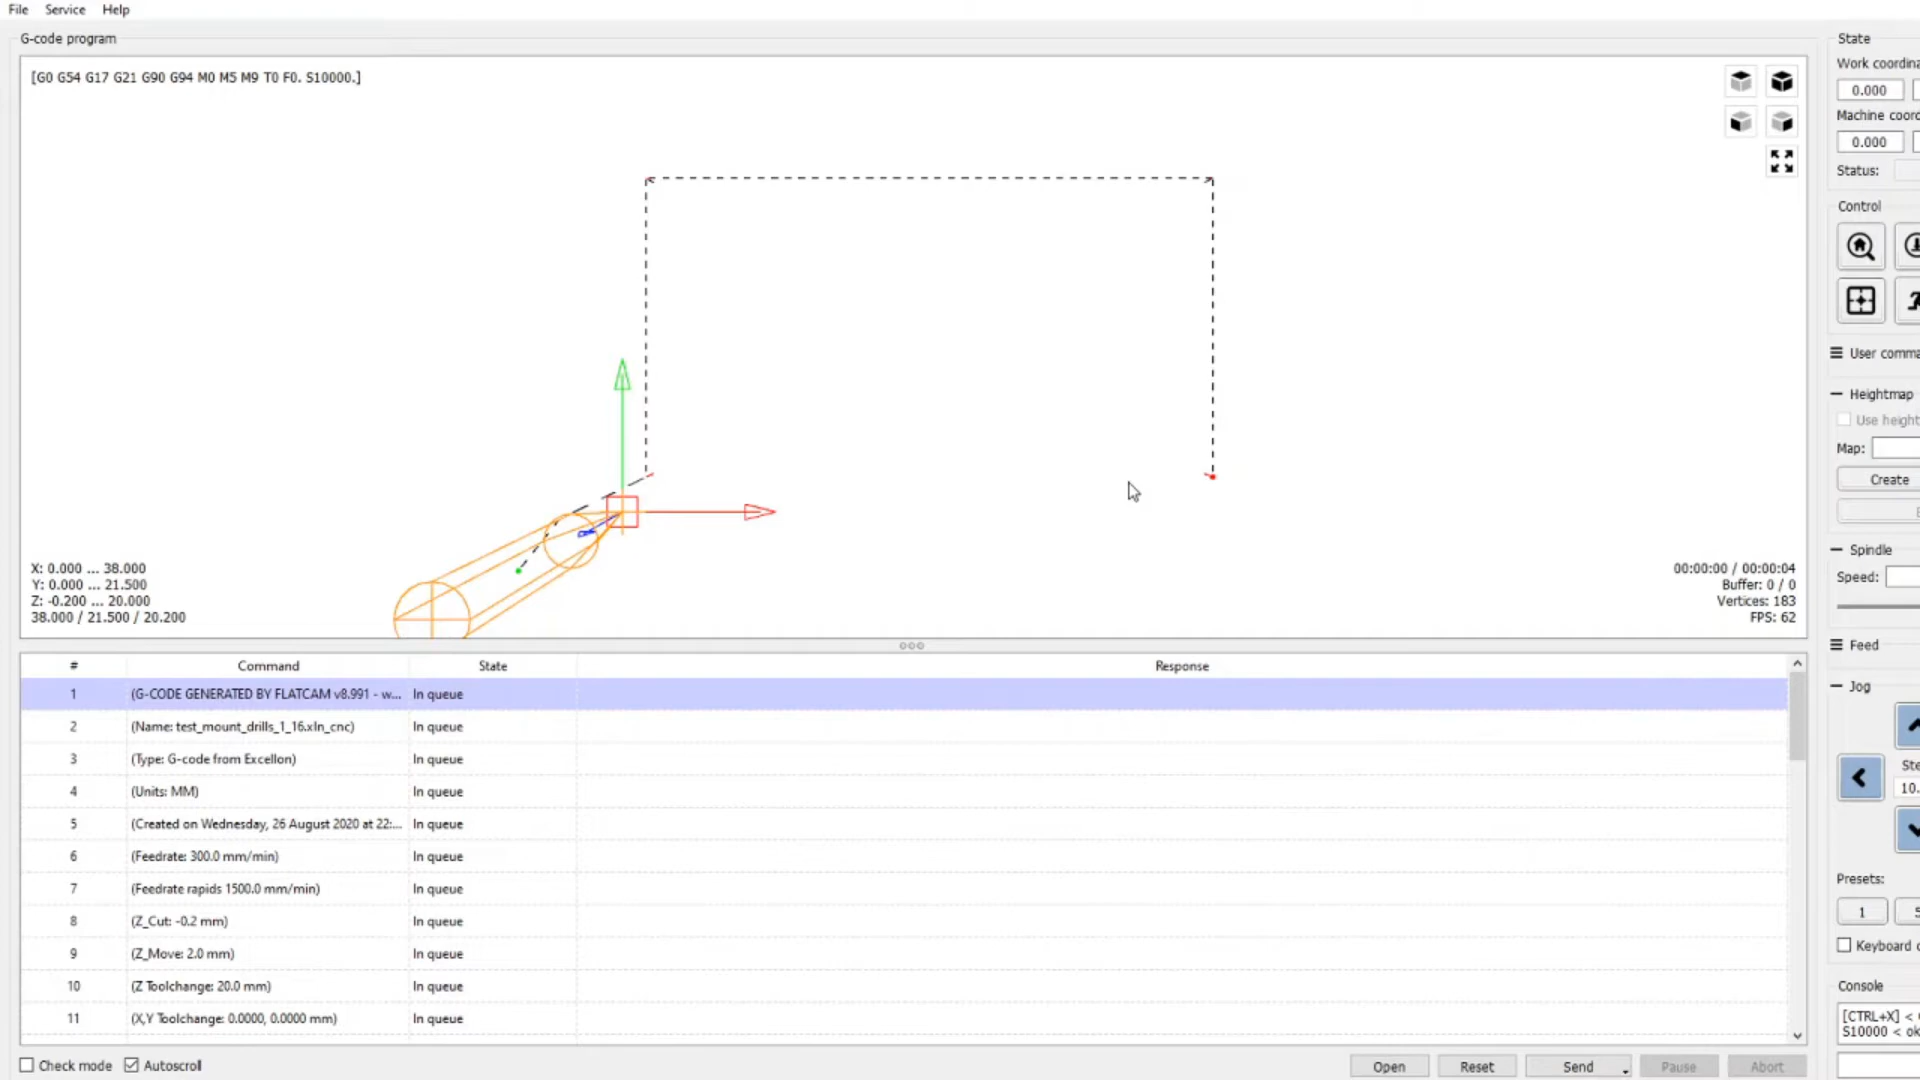 File Service Help
G-code program
[G0 G54 G17 G21 G90 G94 M0 M5 M9 T0 F0. S10000.]
X: 0.000 ... 38.000
Y: 0.000 ... 21.500
Z: -0.200 ... 20.000
38.000 / 21.500 / 20.200
00:00:00 / 00:00:04
Buffer: 0 / 0
Vertices: 183
FPS: 62
# Command State Response
1 (G-CODE GENERATED BY FLATCAM v8.991 - w... In queue
2 (Name: test_mount_drills_1_16.xln_cnc) In queue
3 (Type: G-code from Excellon) In queue
4 (Units: MM) In queue
5 (Created on Wednesday, 26 August 2020 at 22:... In queue
6 (Feedrate: 300.0 mm/min) In queue
7 (Feedrate rapids 1500.0 mm/min) In queue
8 (Z_Cut: -0.2 mm) In queue
9 (Z_Move: 2.0 mm) In queue
10 (Z Toolchange: 20.0 mm) In queue
11 (X,Y Toolchange: 0.0000, 0.0000 mm) In queue
Check mode Autoscroll Open Reset Send Pause Abort
State
Work coordina
0.000
Machine coord
0.000
Status:
Control
User comma
Heightmap
Use height
Map:
Create
Spindle
Speed:
Feed
Jog
Ste
10.
Presets:
1
Keyboard c
Console
[CTRL+X] <
S10000 < ok